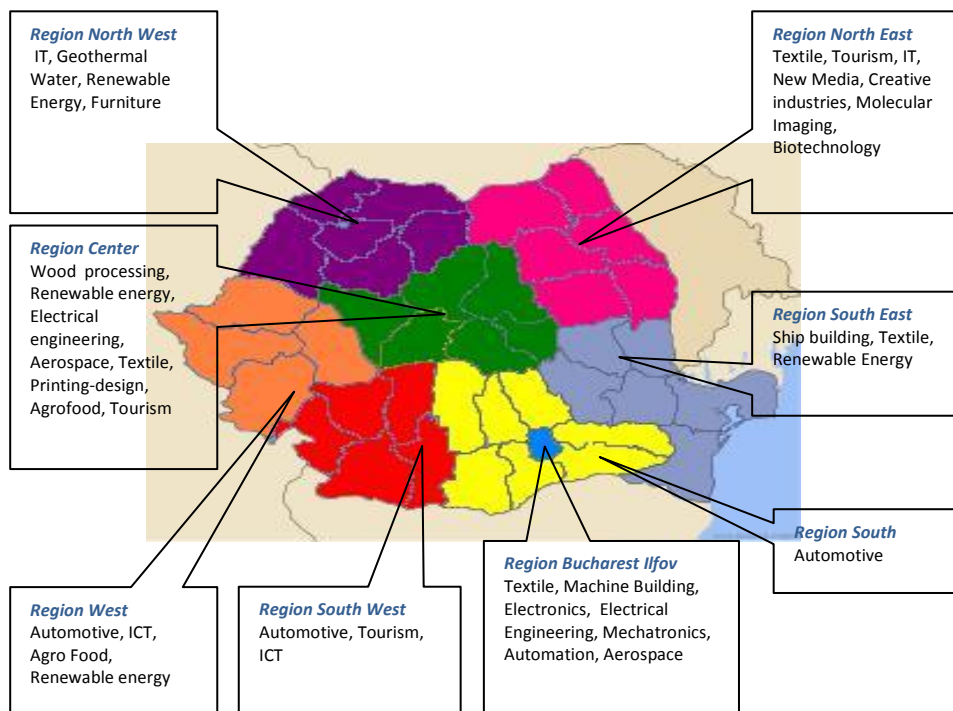 Region North West
IT, Geothermal
Water, Renewable
Energy, Furniture
Region North East
Textile, Tourism, IT,
New Media, Creative
industries, Molecular
Imaging,
Biotechnology
Region Center
Wood processing,
Renewable energy,
Electrical
engineering,
Aerospace, Textile,
Printing-design,
Agrofood, Tourism
Region South East
Ship building, Textile,
Renewable Energy
Region South
Automotive
Region West
Automotive, ICT,
Agro Food,
Renewable energy
Region South West
Automotive, Tourism,
ICT
Region Bucharest Ilfov
Textile, Machine Building,
Electronics, Electrical
Engineering, Mechatronics,
Automation, Aerospace